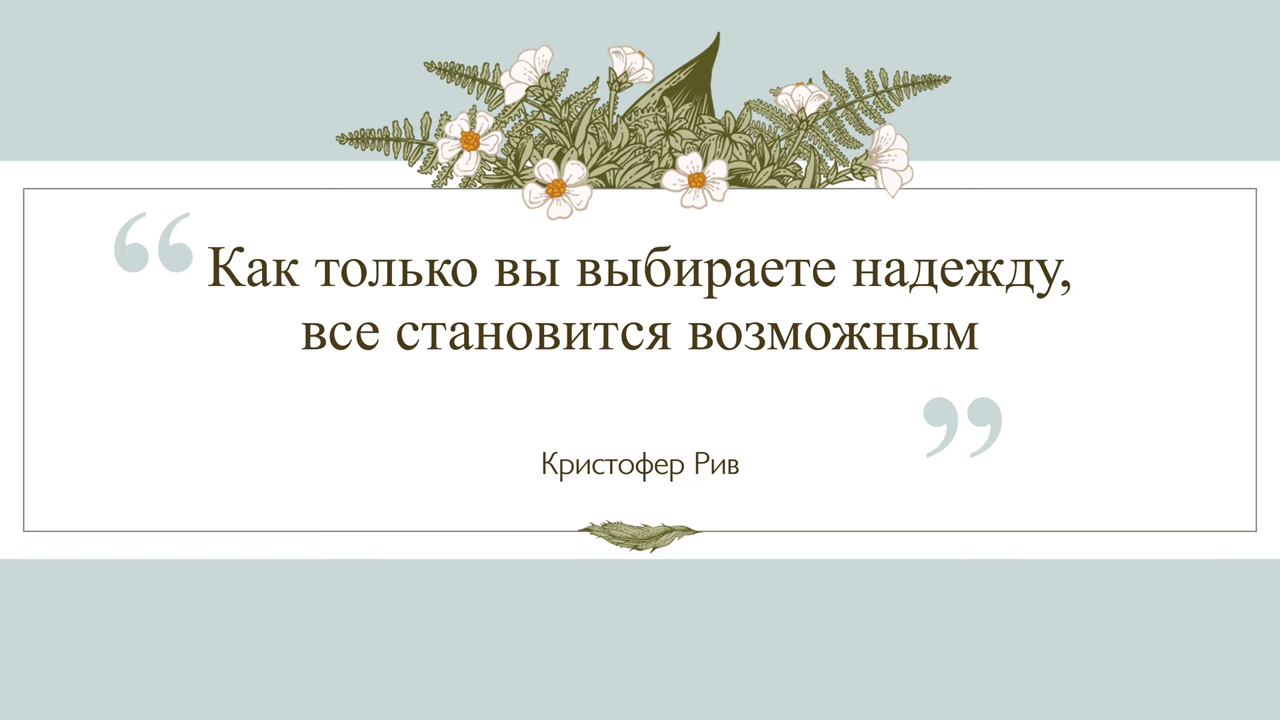 “
Как только вы выбираете надежду,
все становится возможным
”
Кристофер Рив